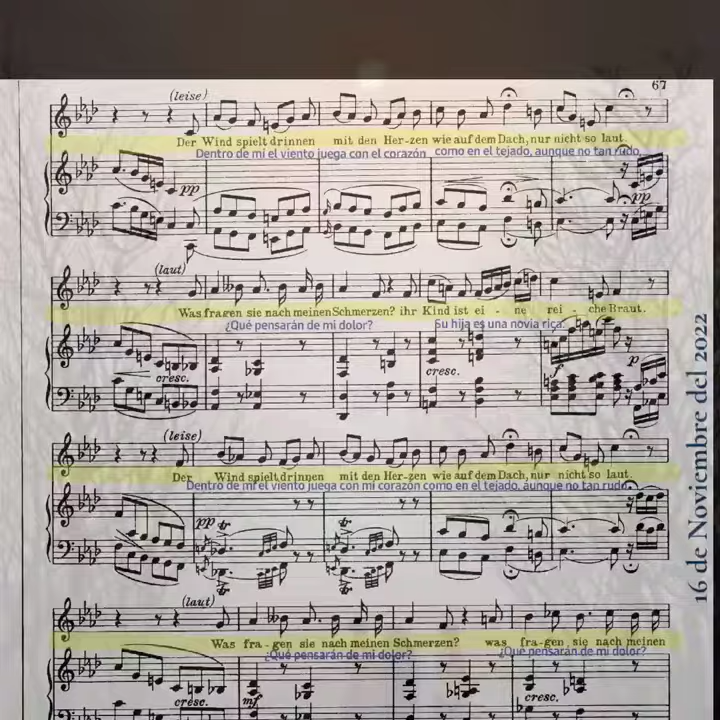 67
(leise)
Der Wind spielt drinnen mit den Her-zen wie auf dem Dach, nur nicht so laut.
Dentro de mí el viento juega con el corazón como en el tejado, aunque no tan rudo.
pp
pp
(laut)
Was fragen sie nach meinen Schmerzen? ihr Kind ist ei - ne rei - che Braut.
¿Qué pensarán de mi dolor? Su hija es una novia rica.
cresc.
cresc.
f
p
(leise)
Der Wind spielt drinnen mit den Her-zen wie auf dem Dach, nur nicht so laut.
Dentro de mí el viento juega con mi corazón como en el tejado, aunque no tan rudo.
pp
tr
tr
(laut)
Was fra-gen sie nach meinen Schmerzen? was fra-gen sie nach meinen
¿Qué pensarán de mi dolor? ¿Qué pensarán de mi dolor?
cresc.
mf
cresc.
16 de Noviembre del 2022